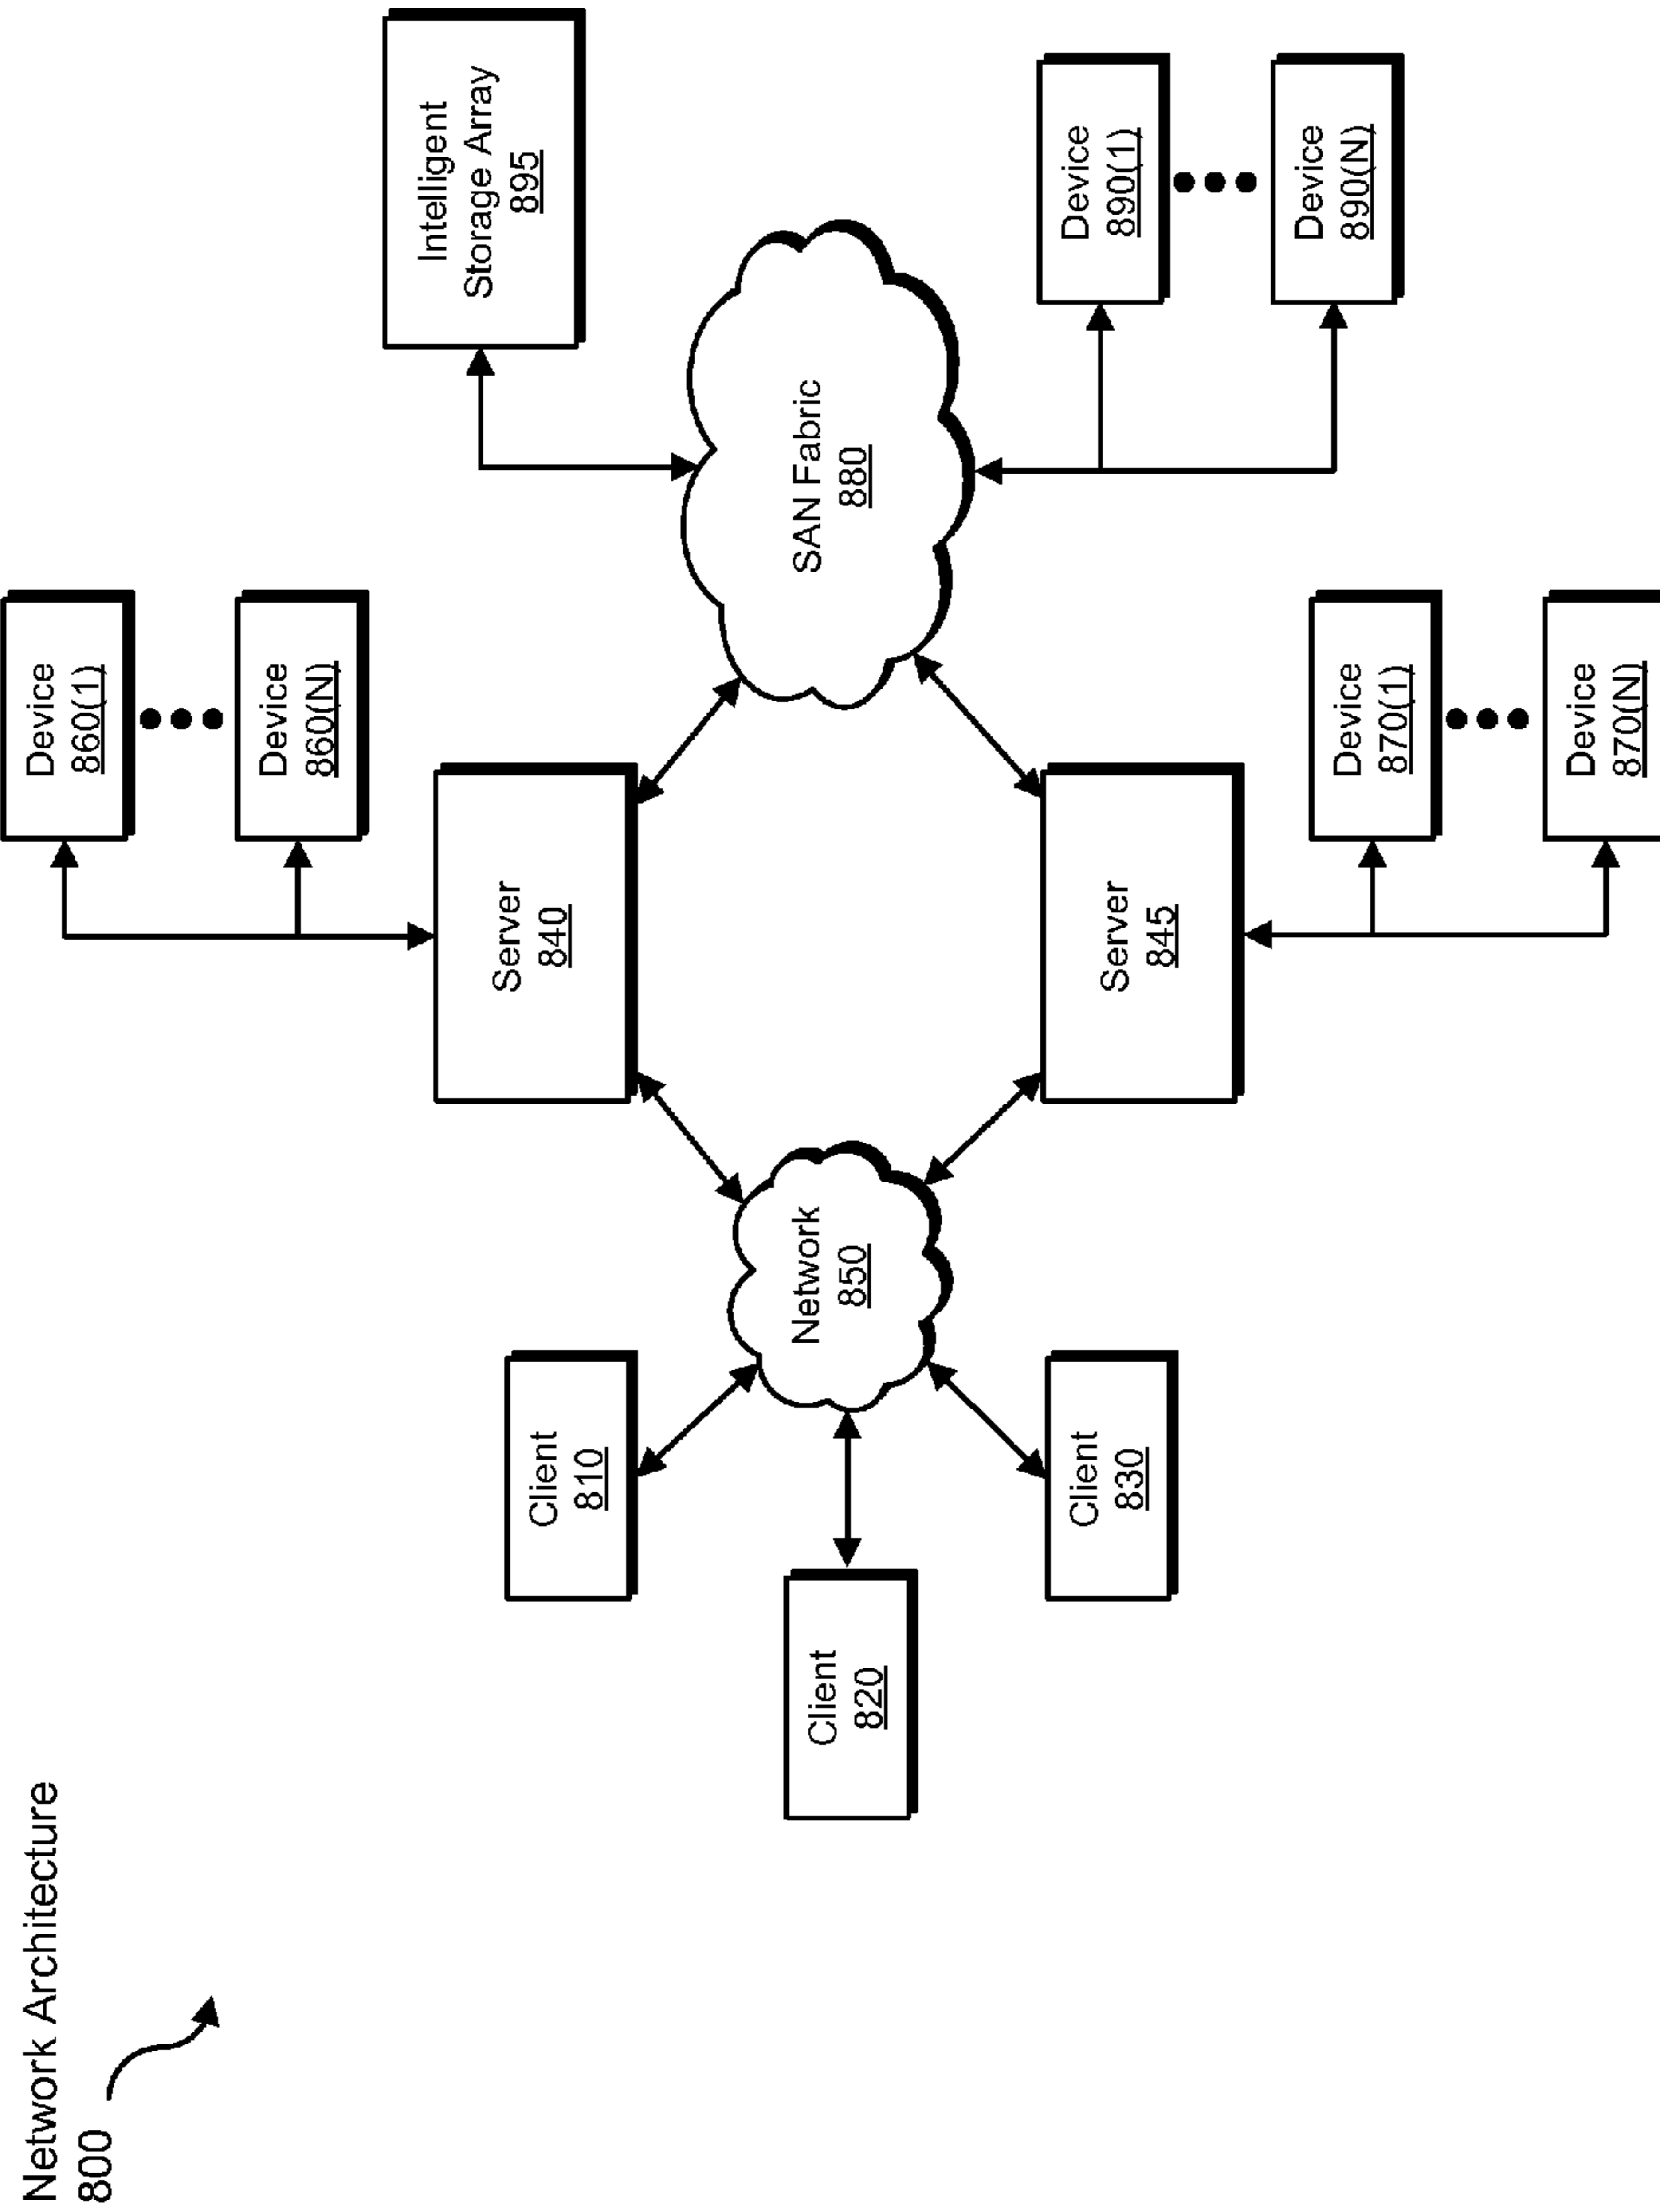 Network Architecture
800
Device
860(1)
Device
860(N)
Intelligent
Storage Array
895
Server
840
Client
810
Client
820
Network
850
SAN Fabric
880
Client
830
Server
845
Device
890(1)
Device
890(N)
Device
870(1)
Device
870(N)